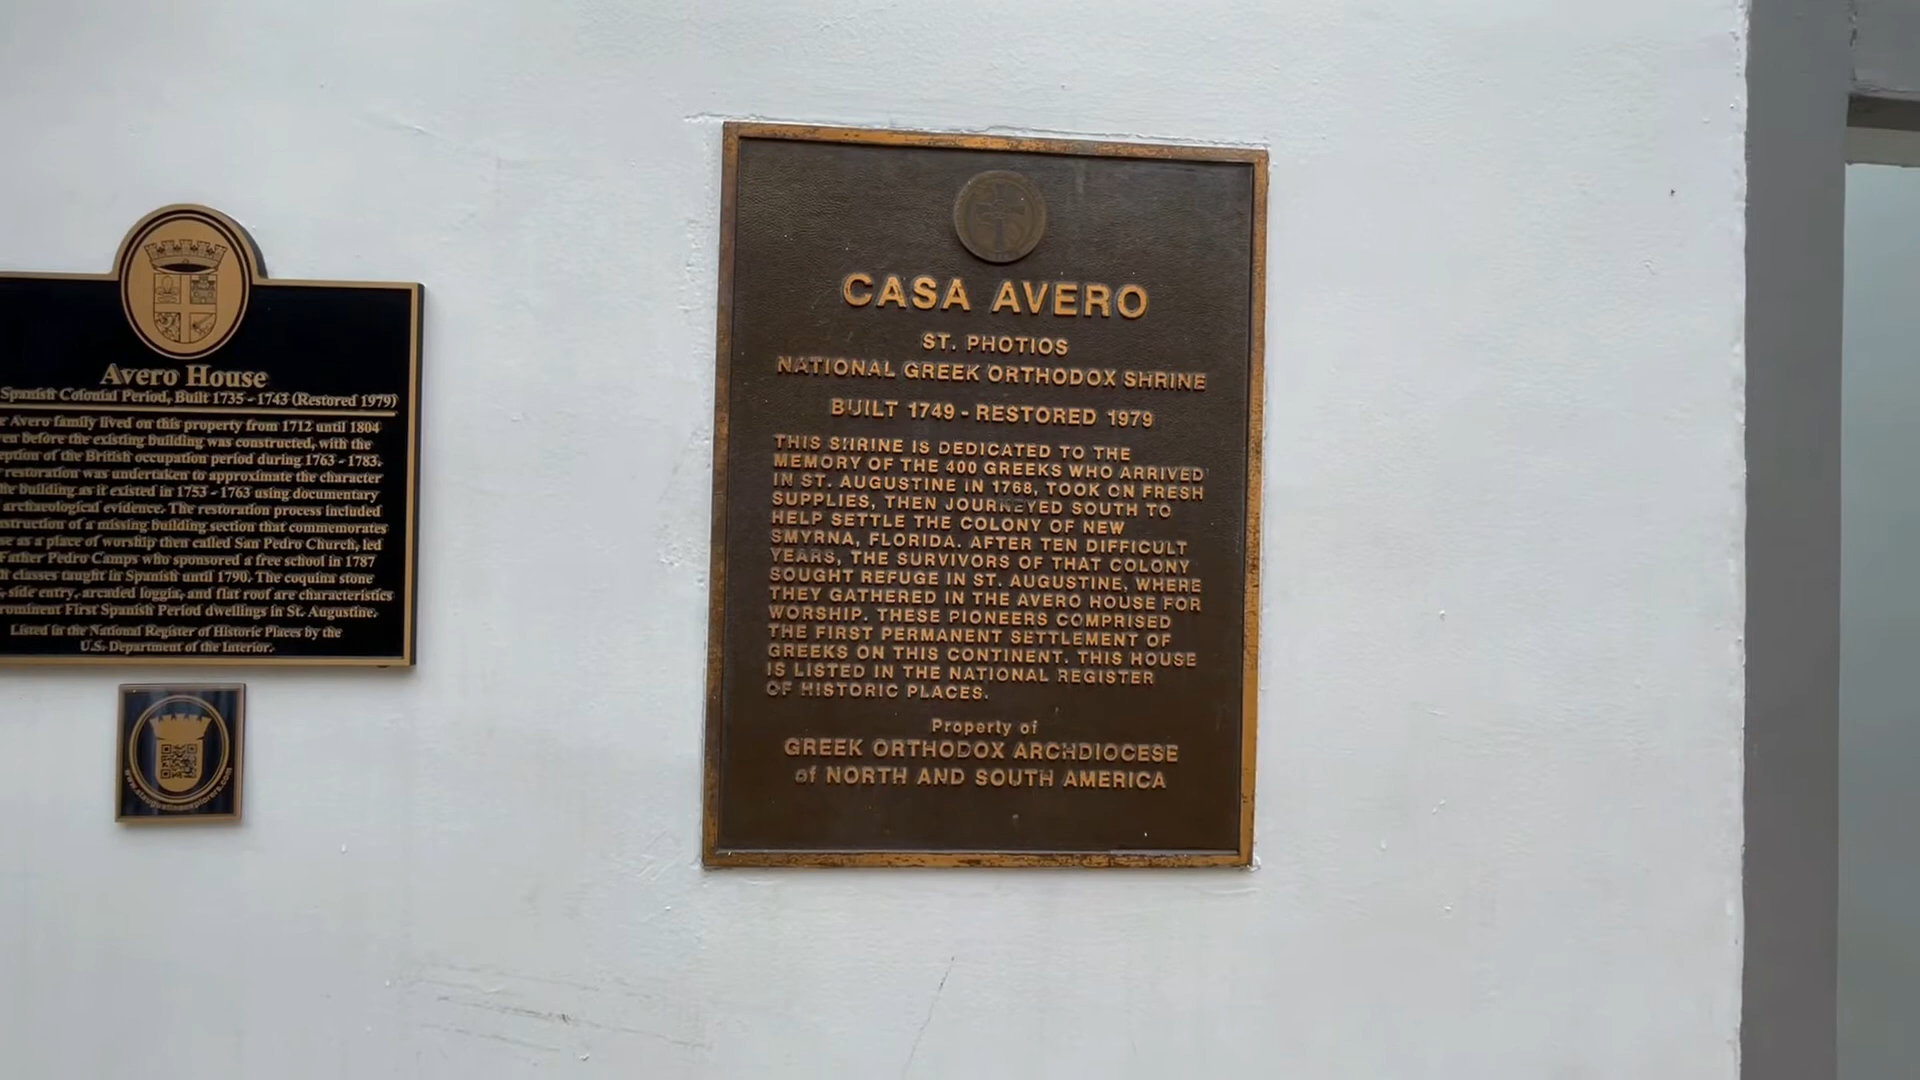 Avero House
Spanish Colonial Period, Built 1735 - 1743 (Restored 1979)
Avero family lived on this property from 1712 until 1804
before the existing building was constructed, with the
of the British occupation period during 1763 - 1783.
restoration was undertaken to approximate the character
building as it existed in 1753 - 1763 using documentary
archaeological evidence. The restoration process included
of a missing building section that commemorates
as a place of worship then called San Pedro Church, led
Father Pedro Camps who sponsored a free school in 1787
classes taught in Spanish until 1790. The coquina stone
side entry, arcaded loggia, and flat roof are characteristics
First Spanish Period dwellings in St. Augustine.
Listed in the National Register of Historic Places by the
U.S. Department of the Interior.
CASA AVERO
ST. PHOTIOS
NATIONAL GREEK ORTHODOX SHRINE
BUILT 1749 - RESTORED 1979
THIS SHRINE IS DEDICATED TO THE
MEMORY OF THE 400 GREEKS WHO ARRIVED
IN ST. AUGUSTINE IN 1768, TOOK ON FRESH
SUPPLIES, THEN JOURNEYED SOUTH TO
HELP SETTLE THE COLONY OF NEW
SMYRNA, FLORIDA. AFTER TEN DIFFICULT
YEARS, THE SURVIVORS OF THAT COLONY
SOUGHT REFUGE IN ST. AUGUSTINE, WHERE
THEY GATHERED IN THE AVERO HOUSE FOR
WORSHIP. THESE PIONEERS COMPRISED
THE FIRST PERMANENT SETTLEMENT OF
GREEKS ON THIS CONTINENT. THIS HOUSE
IS LISTED IN THE NATIONAL REGISTER
OF HISTORIC PLACES.
Property of
GREEK ORTHODOX ARCHDIOCESE
of NORTH AND SOUTH AMERICA